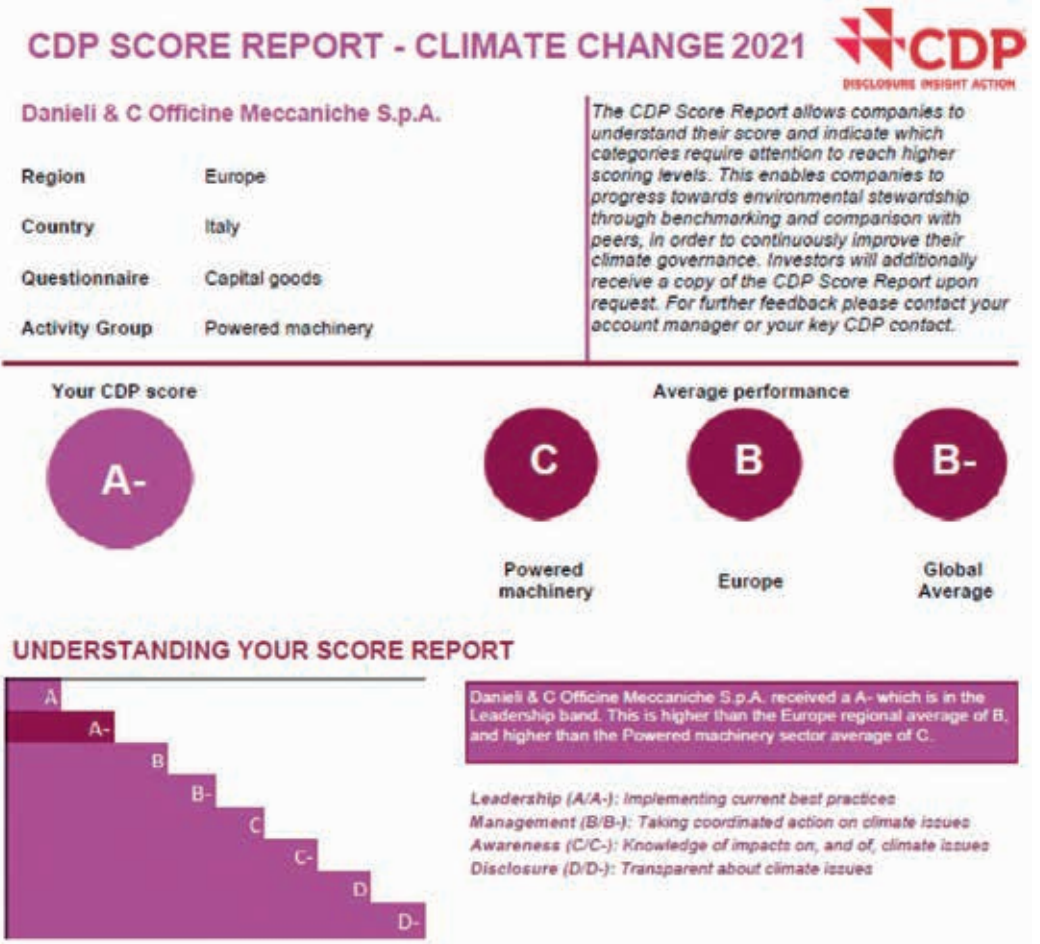 CDP SCORE REPORT - CLIMATE CHANGE 2021
CDP
DISCLOSURE INSIGHT ACTION
Danieli & C Officine Meccaniche S.p.A.
Region Europe
Country Italy
Questionnaire Capital goods
Activity Group Powered machinery
The CDP Score Report allows companies to
understand their score and indicate which
categories require attention to reach higher
scoring levels. This enables companies to
progress towards environmental stewardship
through benchmarking and comparison with
peers, in order to continuously improve their
climate governance. Investors will additionally
receive a copy of the CDP Score Report upon
request. For further feedback please contact your
account manager or your key CDP contact.
Your CDP score
A-
Average performance
C
B
B-
Powered
machinery
Europe
Global
Average
UNDERSTANDING YOUR SCORE REPORT
A
A-
B
B-
C
C-
D
D-
Danieli & C Officine Meccaniche S.p.A. received a A- which is in the
Leadership band. This is higher than the Europe regional average of B,
and higher than the Powered machinery sector average of C.
Leadership (A/A-): Implementing current best practices
Management (B/B-): Taking coordinated action on climate issues
Awareness (C/C-): Knowledge of impacts on, and of, climate issues
Disclosure (D/D-): Transparent about climate issues